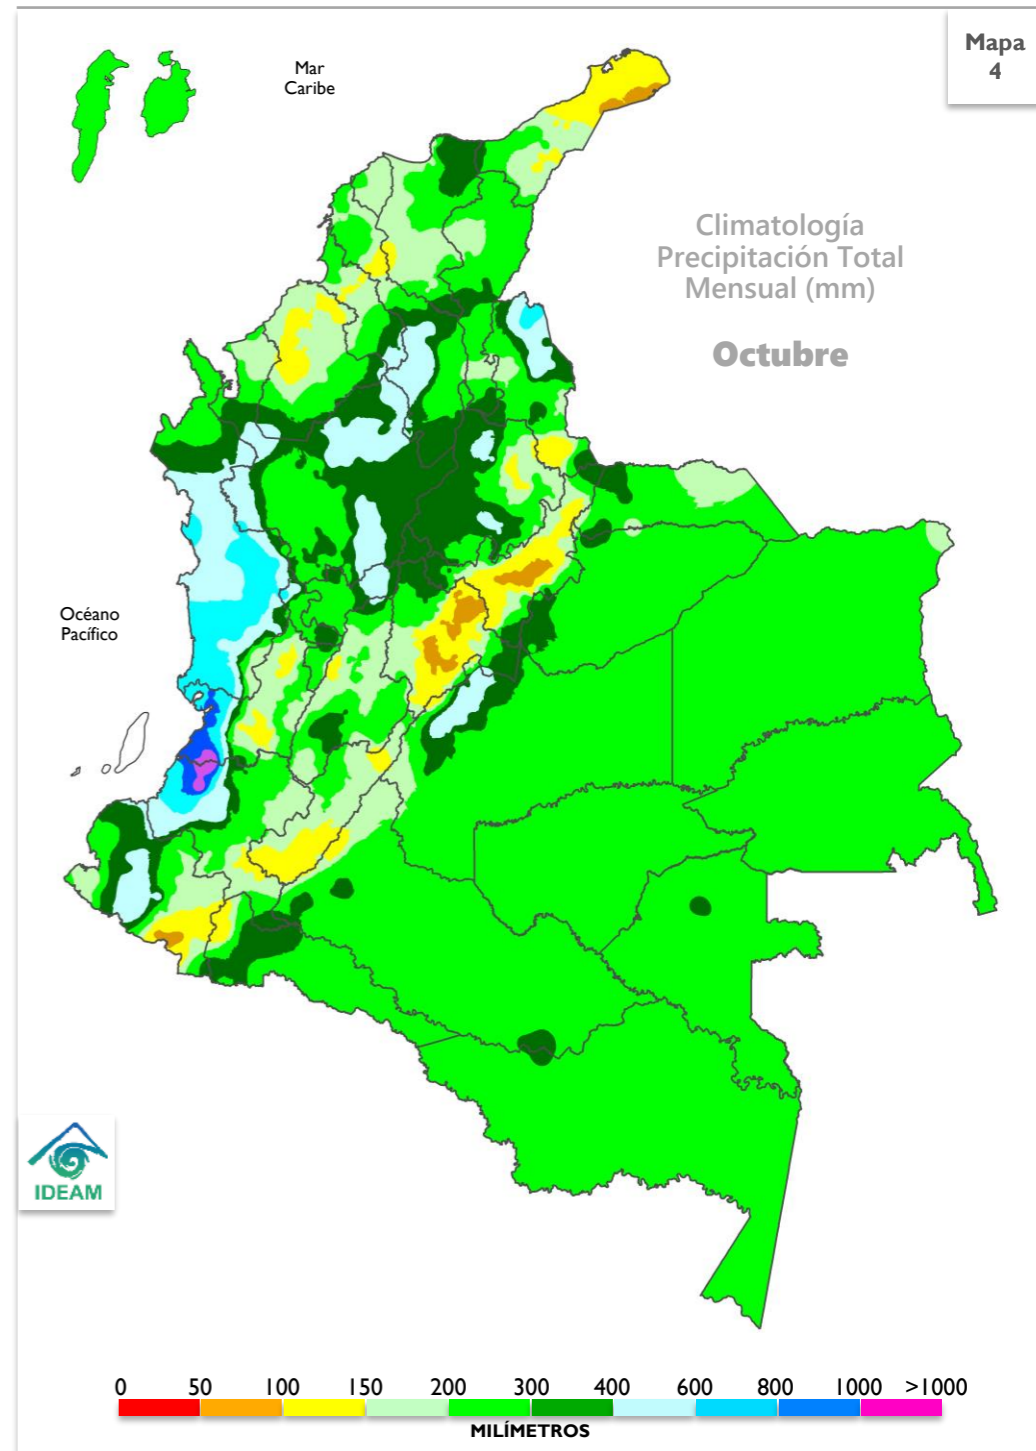 Mapa
4
Mar
Caribe
Climatología
Precipitación Total
Mensual (mm)
Octubre
Océano
Pacífico
IDEAM
0 50 100 150 200 300 400 600 800 1000 >1000
MILÍMETROS